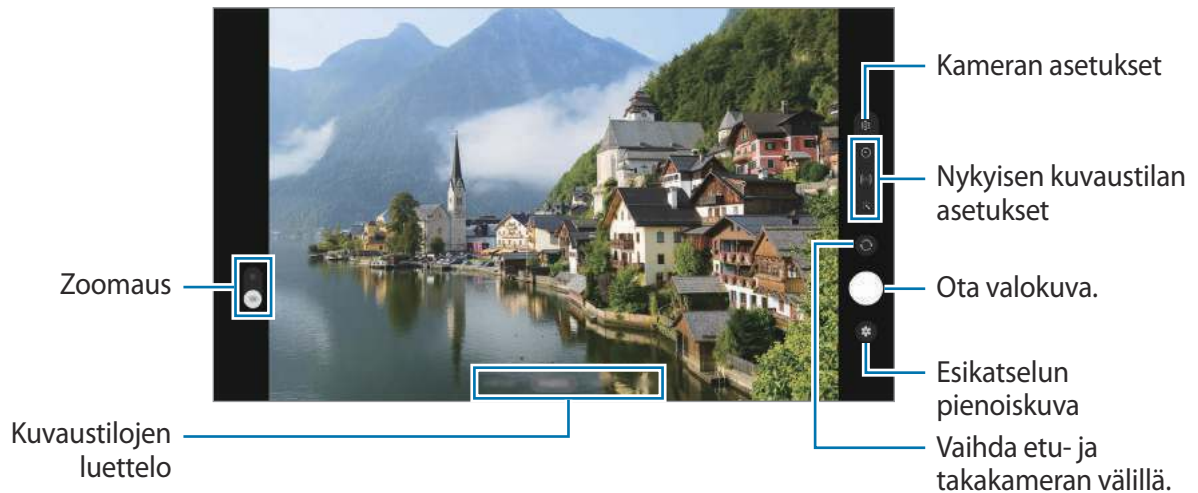 Kameran asetukset
Nykyisen kuvaustilan
asetukset
Zoomaus
Ota valokuva.
Esikatselun
pienoiskuva
Kuvaustilojen
luettelo
Vaihda etu- ja
takakameran välillä.